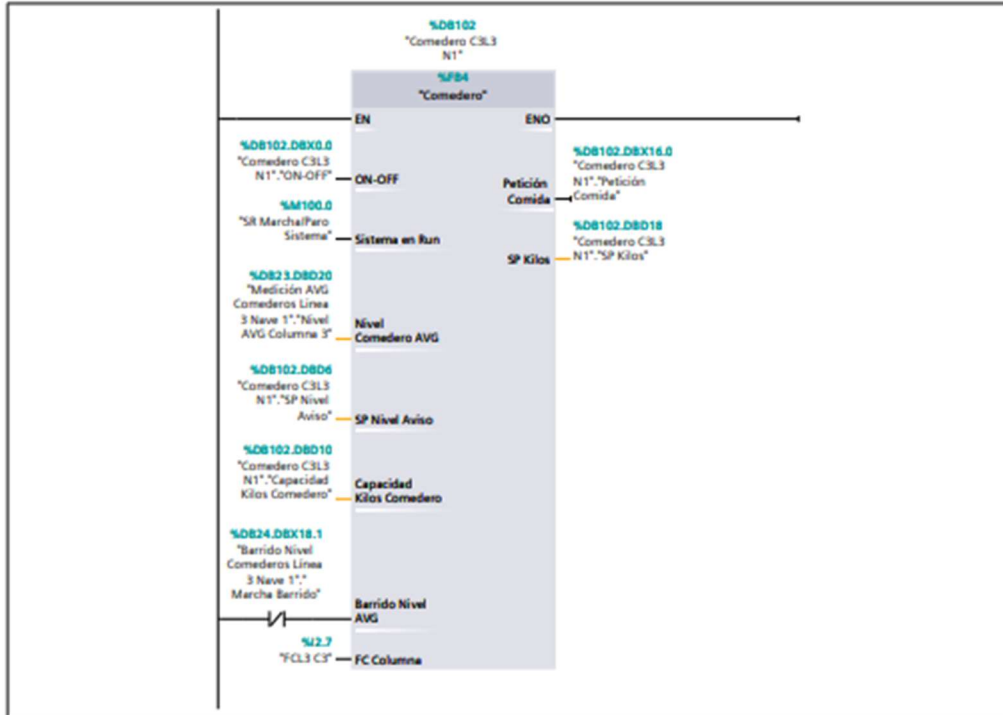 %DB102
"Comedero C3L3
N1"
%FB4
"Comedero"
EN
ENO
%DB102.DBX0.0
"Comedero C3L3
N1"."ON-OFF"
ON-OFF
%M100.0
"SR Marcha/Paro
Sistema"
Sistema en Run
%DB23.DBD20
"Medición AVG
Comederos Linea
3 Nave 1"."Nivel
AVG Columna 3"
Nivel
Comedero AVG
%DB102.DBD6
"Comedero C3L3
N1"."SP Nivel
Aviso"
SP Nivel Aviso
%DB102.DBD10
"Comedero C3L3
N1"."Capacidad
Kilos Comedero"
Capacidad
Kilos Comedero
%DB24.DBX18.1
"Barrido Nivel
Comederos Linea
3 Nave 1"."
Marcha Barrido"
Barrido Nivel
AVG
%I2.7
"FCL3 C3"
FC Columna
Petición
Comida
%DB102.DBX16.0
"Comedero C3L3
N1"."Petición
Comida"
SP Kilos
%DB102.DBD18
"Comedero C3L3
N1"."SP Kilos"